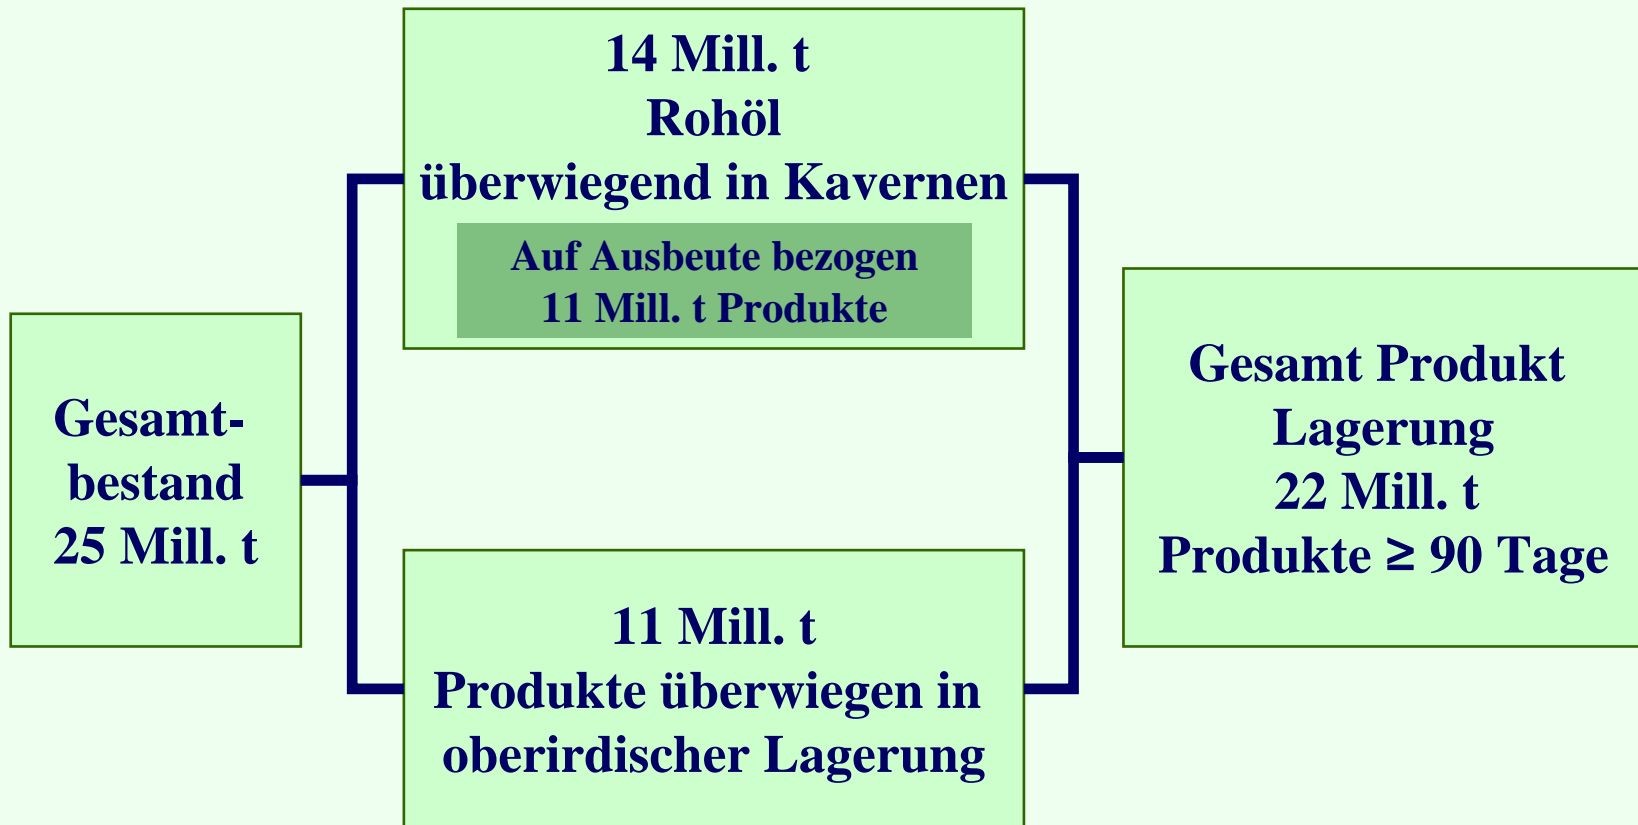 Gesamt-
bestand
25 Mill. t
14 Mill. t
Rohöl
überwiegend in Kavernen
Auf Ausbeute bezogen
11 Mill. t Produkte
11 Mill. t
Produkte überwiegen in
oberirdischer Lagerung
Gesamt Produkt
Lagerung
22 Mill. t
Produkte ≥ 90 Tage